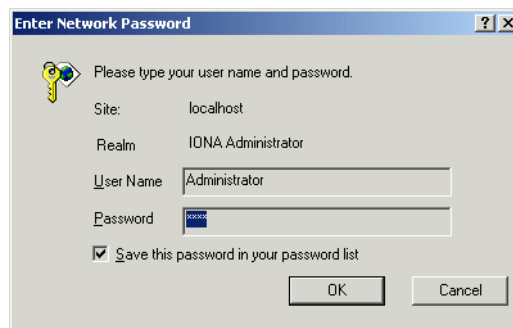 Enter Network Password
Please type your user name and password.
Site: localhost
Realm IONA Administrator
User Name Administrator
Password ****
Save this password in your password list
OK Cancel